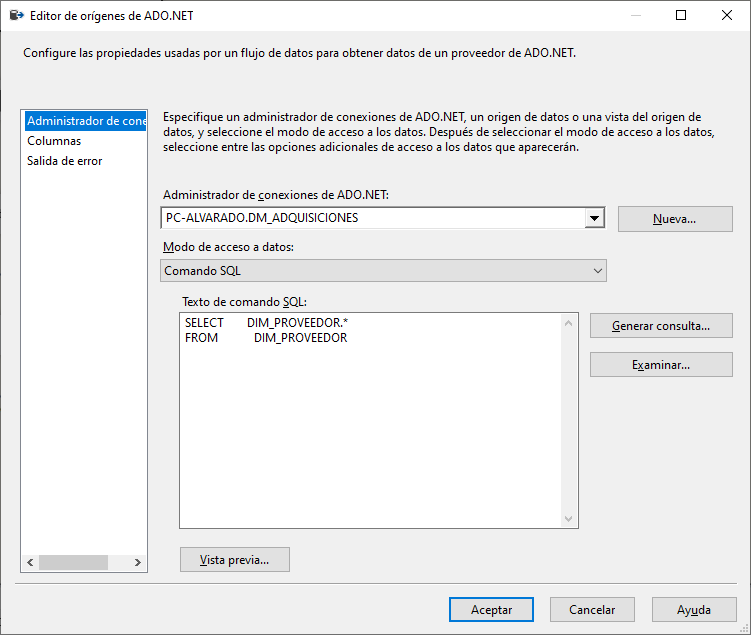 Editor de orígenes de ADO.NET
Configure las propiedades usadas por un flujo de datos para obtener datos de un proveedor de ADO.NET.
Administrador de cone
Columnas
Salida de error
Especifique un administrador de conexiones de ADO.NET, un origen de datos o una vista del origen de
datos, y seleccione el modo de acceso a los datos. Después de seleccionar el modo de acceso a los datos,
seleccione entre las opciones adicionales de acceso a los datos que aparecerán.
Administrador de conexiones de ADO.NET:
PC-ALVARADO.DM_ADQUISICIONES
Nueva...
Modo de acceso a datos:
Comando SQL
Texto de comando SQL:
SELECT DIM_PROVEEDOR.*
FROM DIM_PROVEEDOR
Generar consulta...
Examinar...
Vista previa...
Aceptar
Cancelar
Ayuda